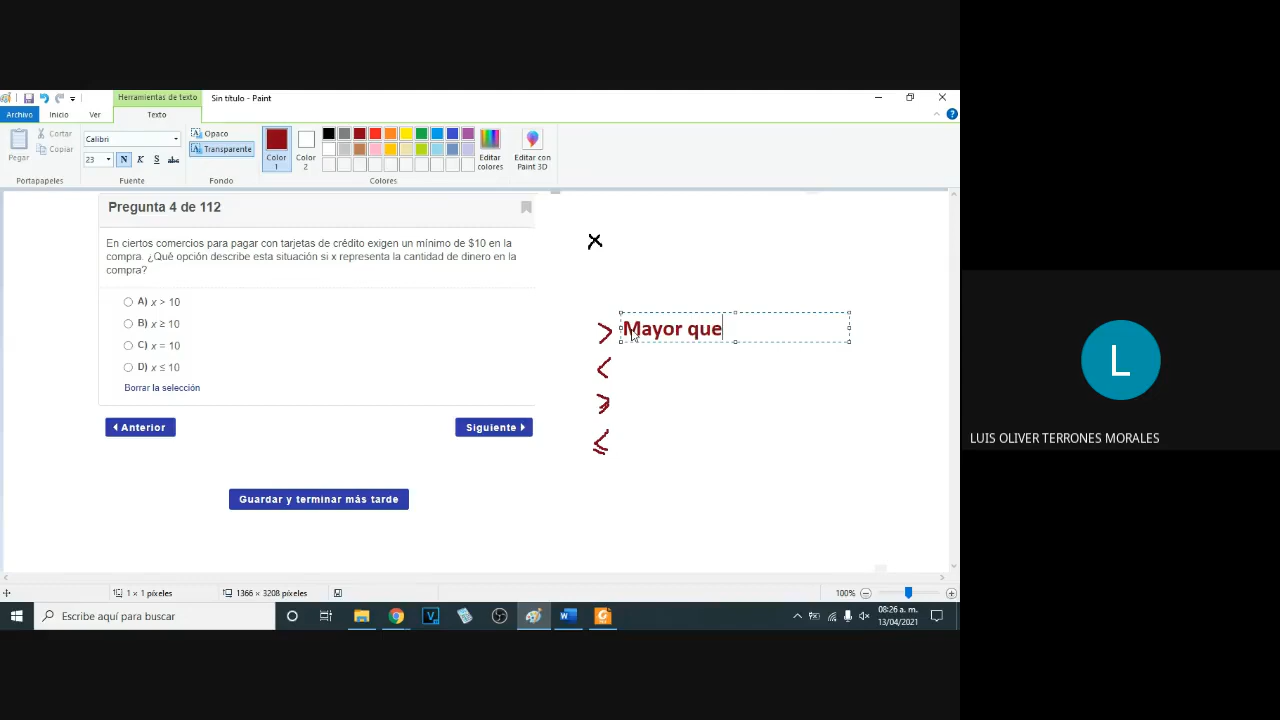 Herramientas de texto
Sin título - Paint
Archivo
Inicio
Ver
Texto
Pegar
Cortar
Copiar
Portapapeles
Calibri
23
N K S abc
Fuente
Opaco
Transparente
Fondo
Color 1
Color 2
Editar colores
Editar con Paint 3D
Colores
Pregunta 4 de 112
En ciertos comercios para pagar con tarjetas de crédito exigen un mínimo de $10 en la
compra. ¿Qué opción describe esta situación si x representa la cantidad de dinero en la
compra?
A) x > 10
B) x ≥ 10
C) x = 10
D) x ≤ 10
Borrar la selección
Anterior
Siguiente
Guardar y terminar más tarde
x
> Mayor que
<
≥
≤
1 × 1 píxeles
1366 × 3208 píxeles
100%
Escribe aquí para buscar
08:26 a. m.
13/04/2021
L
LUIS OLIVER TERRONES MORALES